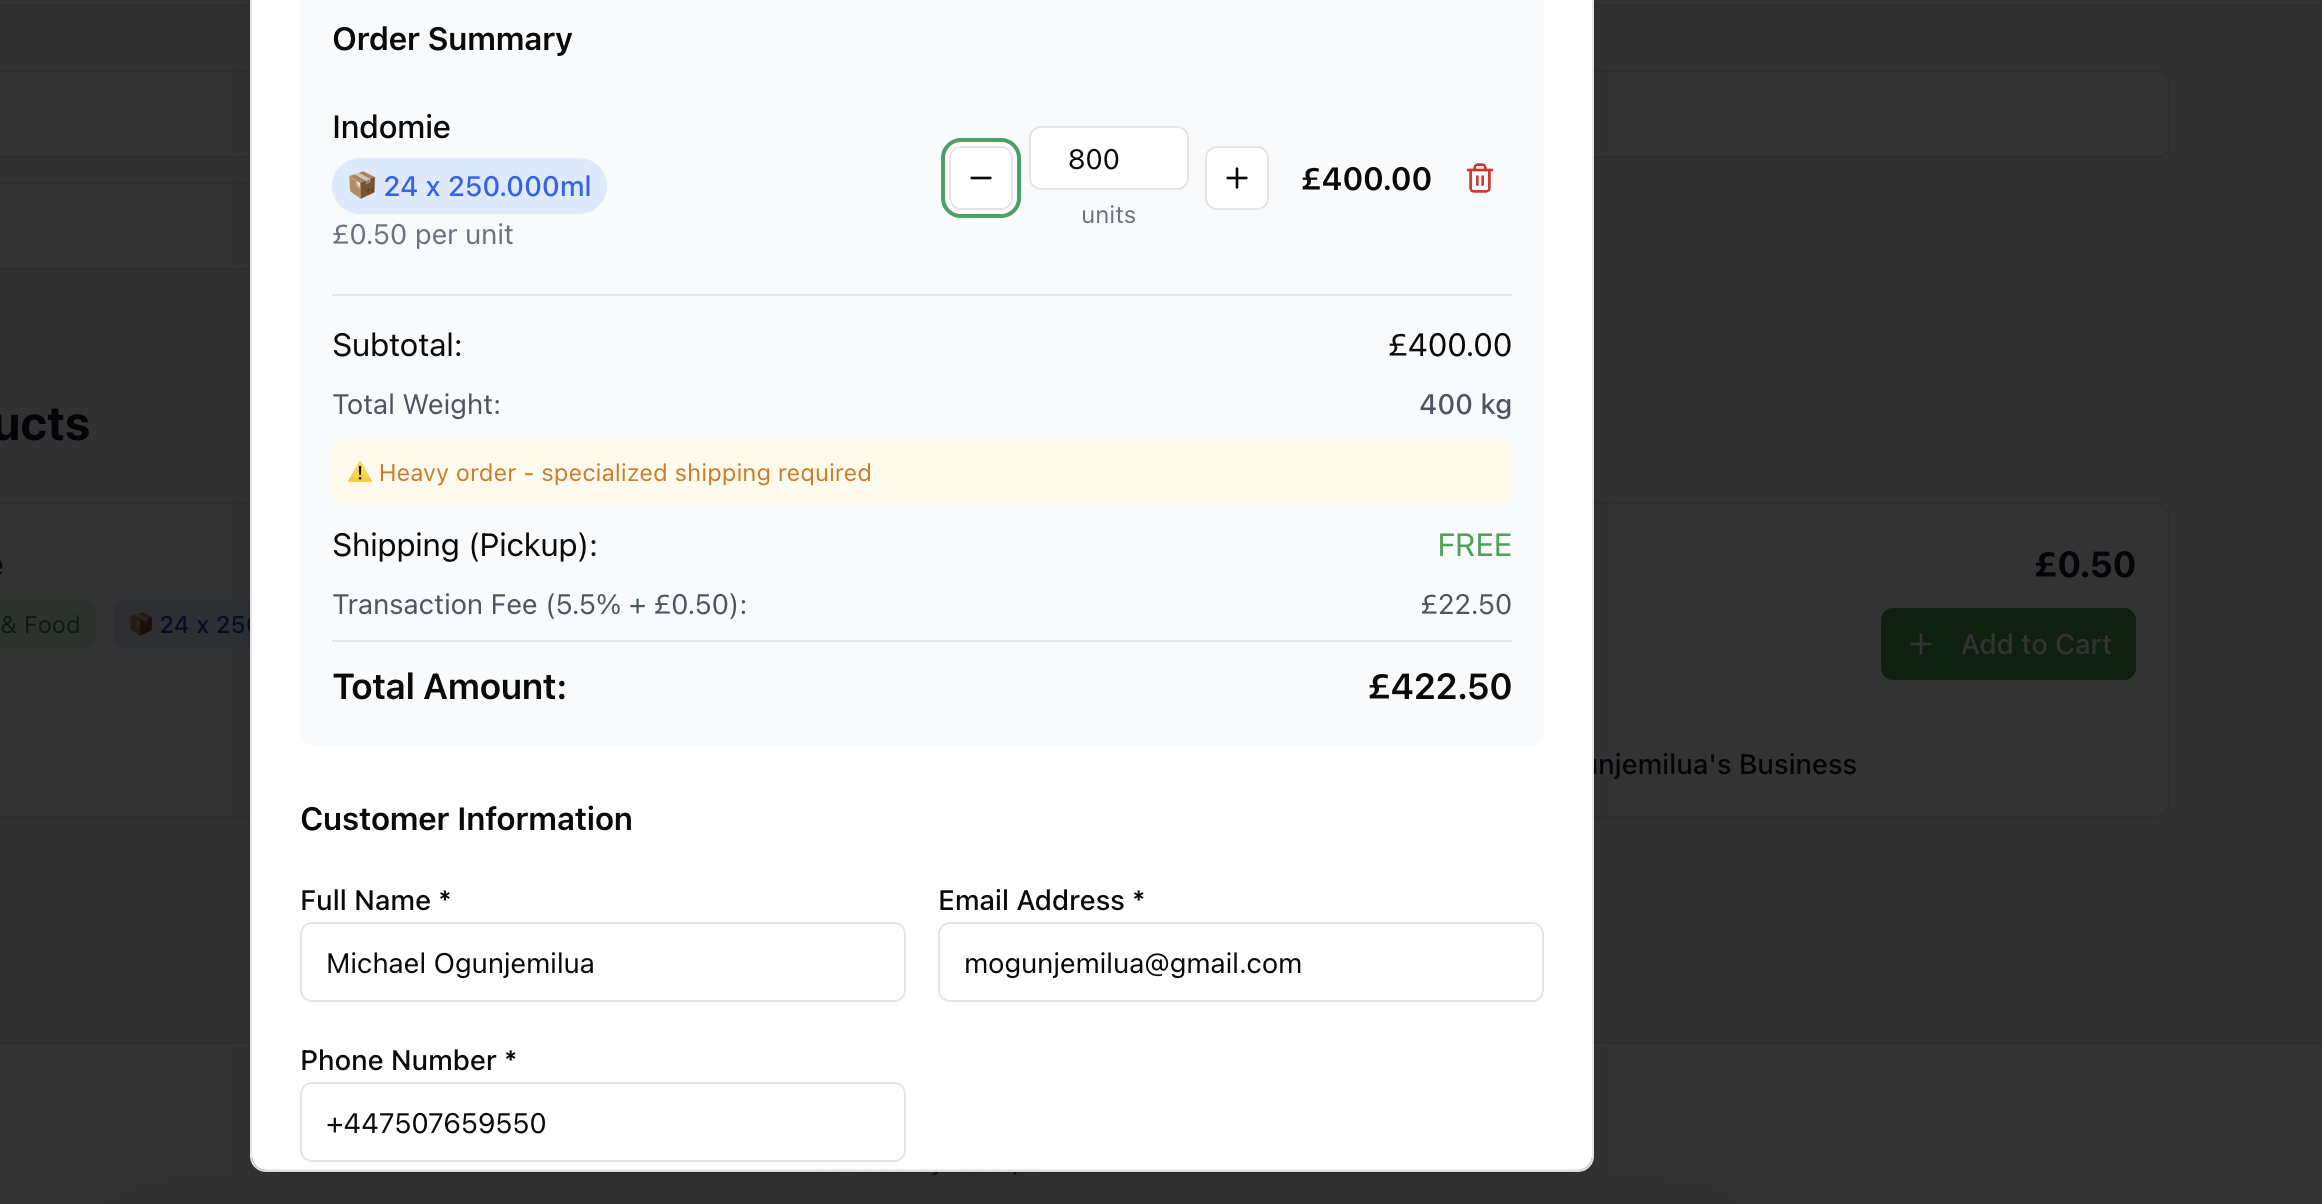 Order Summary
Indomie
📦 24 x 250.000ml
£0.50 per unit
− 800 + £400.00
units
Subtotal: £400.00
Total Weight: 400 kg
⚠️ Heavy order - specialized shipping required
Shipping (Pickup): FREE
Transaction Fee (5.5% + £0.50): £22.50
Total Amount: £422.50
Customer Information
Full Name * Email Address *
Michael Ogunjemilua mogunjemilua@gmail.com
Phone Number *
+447507659550
ucts
£0.50
& Food 📦 24 x 250
+ Add to Cart
njemilua's Business